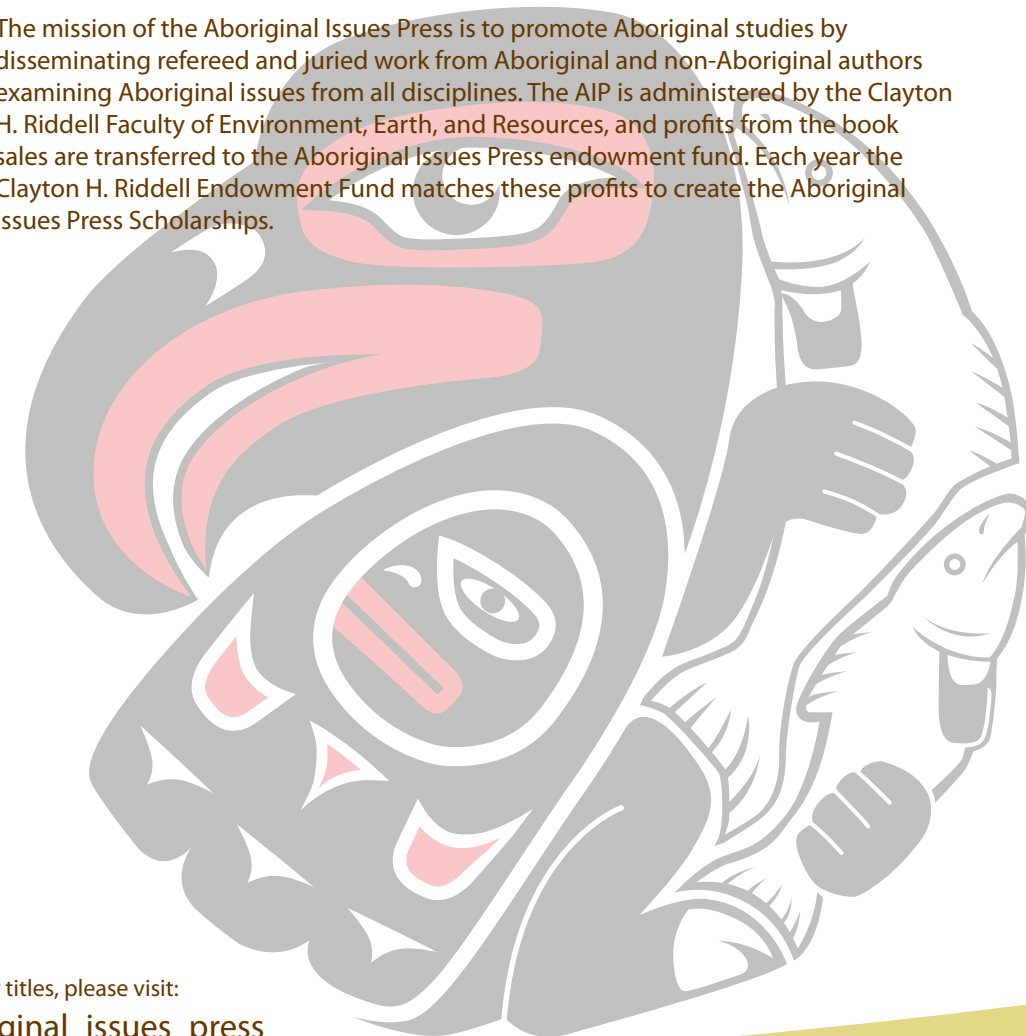 The mission of the Aboriginal Issues Press is to promote Aboriginal studies by
disseminating refereed and juried work from Aboriginal and non-Aboriginal authors
examining Aboriginal issues from all disciplines. The AIP is administered by the Clayton
H. Riddell Faculty of Environment, Earth, and Resources, and profits from the book
sales are transferred to the Aboriginal Issues Press endowment fund. Each year the
Clayton H. Riddell Endowment Fund matches these profits to create the Aboriginal
Issues Press Scholarships.
titles, please visit:
ginal_issues_press